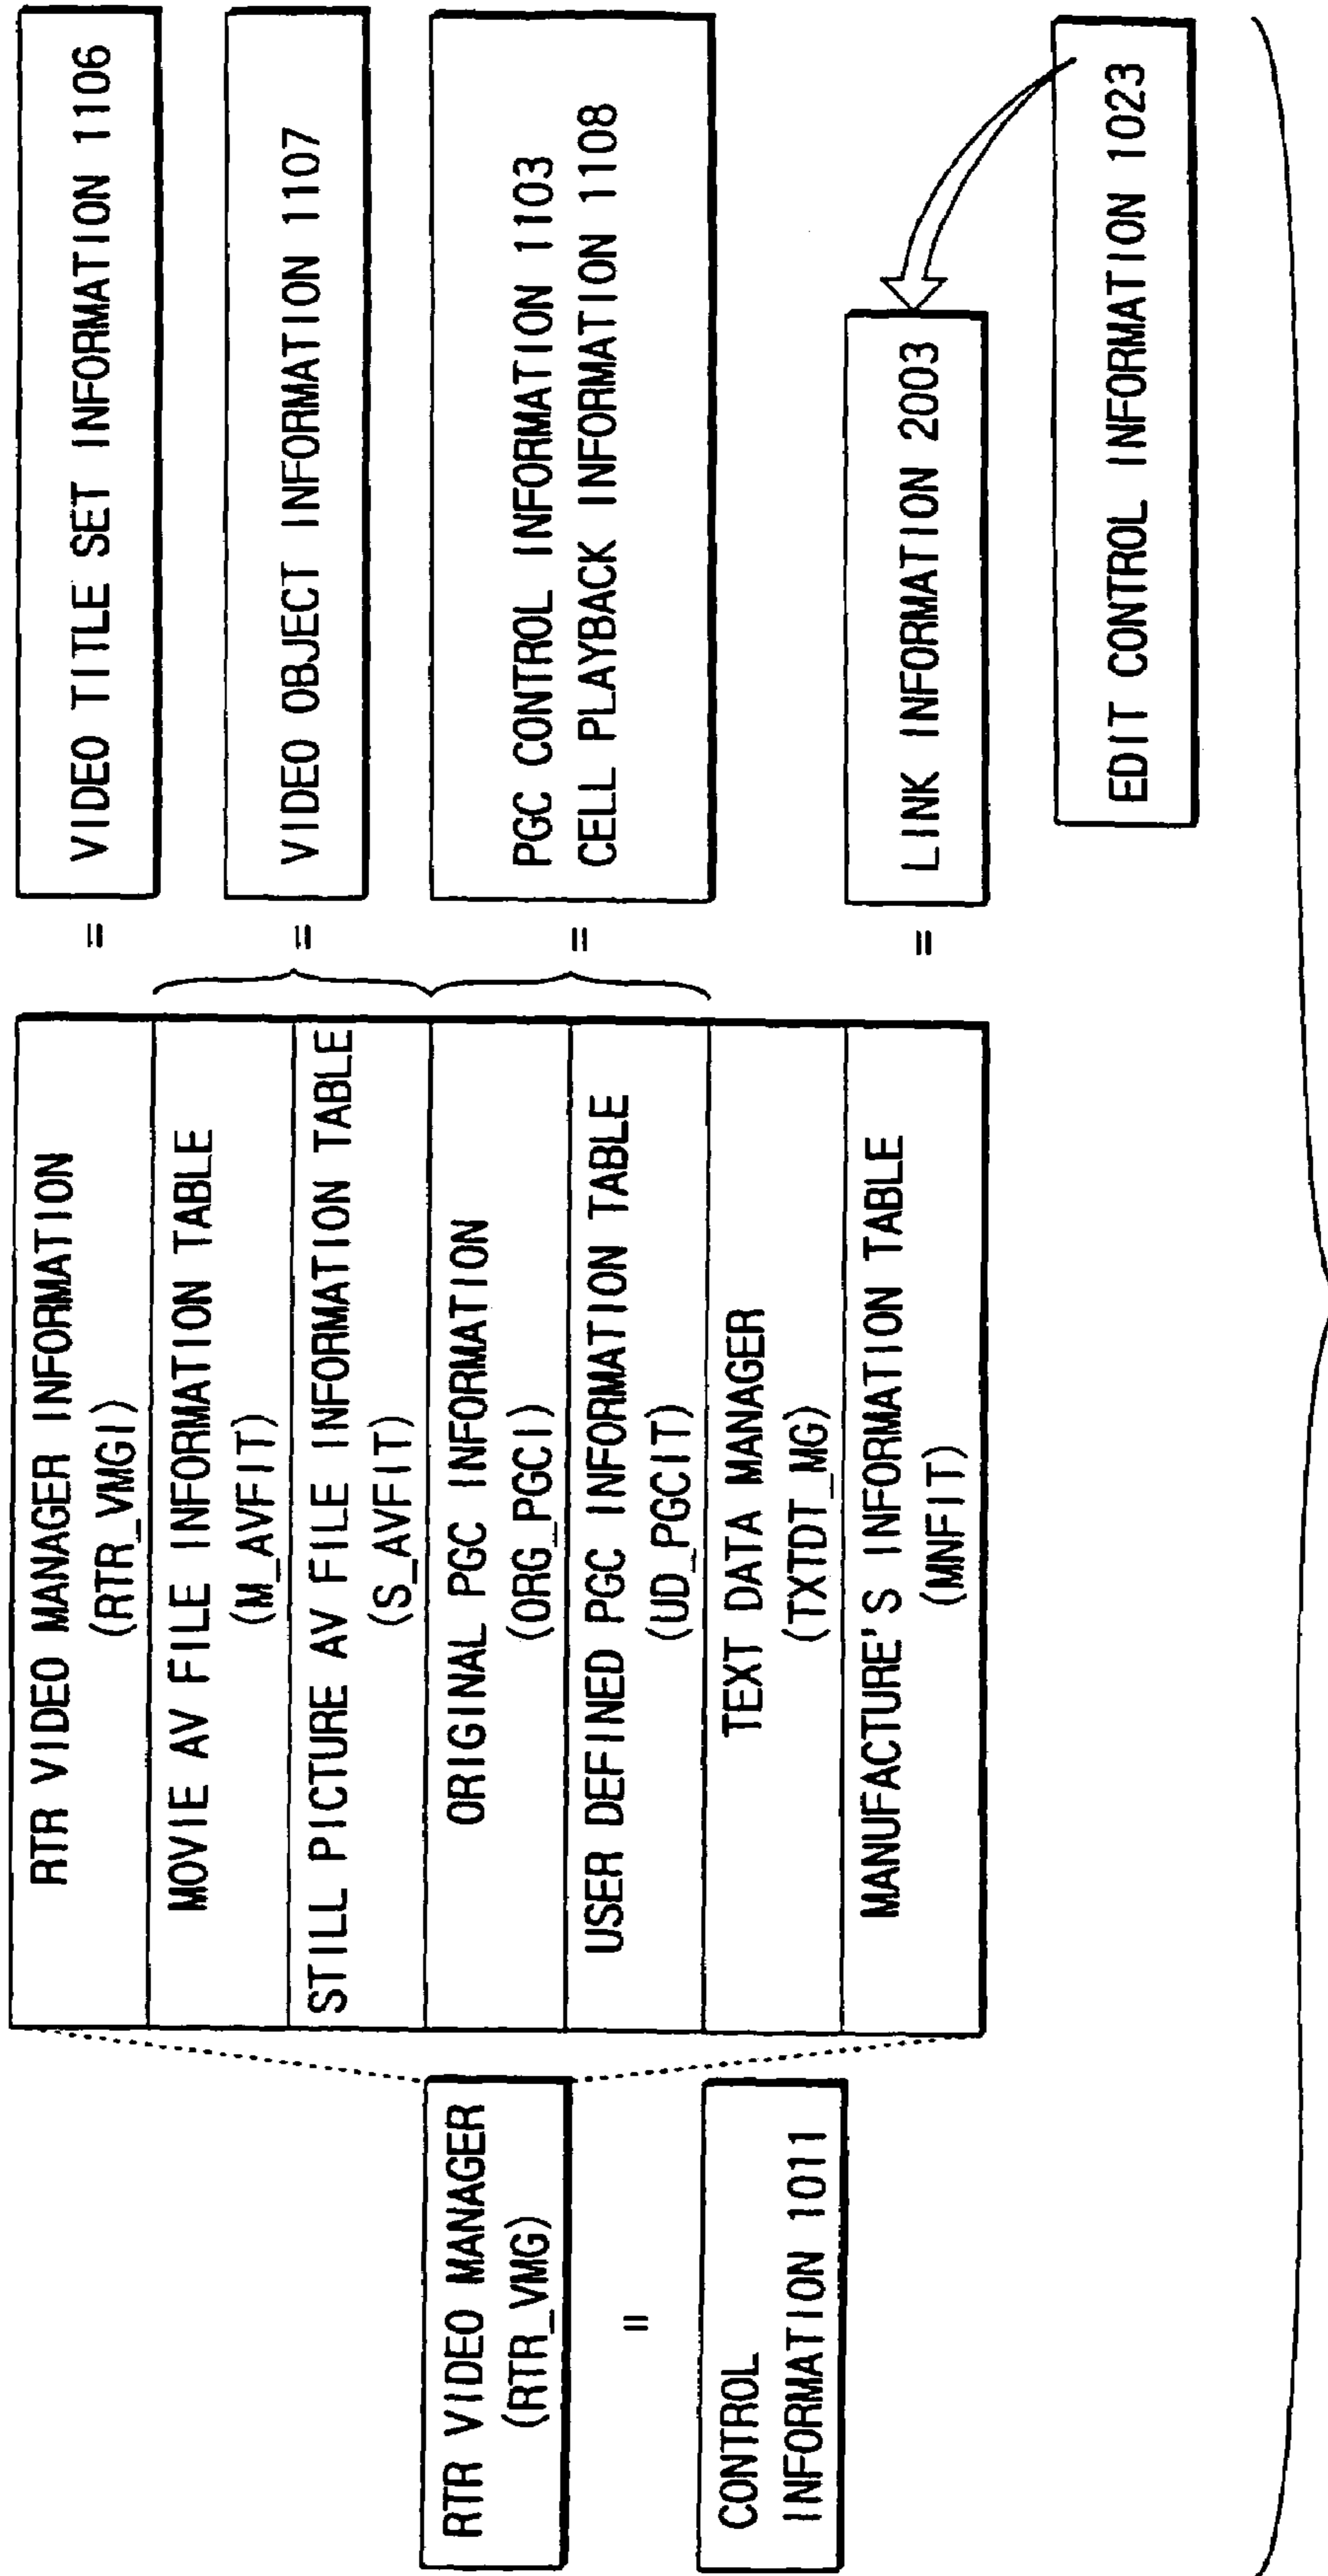 RTR VIDEO MANAGER
(RTR_VMG)
=
CONTROL
INFORMATION 1011
RTR VIDEO MANAGER INFORMATION
(RTR_VMGI)
MOVIE AV FILE INFORMATION TABLE
(M_AVFIT)
STILL PICTURE AV FILE INFORMATION TABLE
(S_AVFIT)
ORIGINAL PGC INFORMATION
(ORG_PGCI)
USER DEFINED PGC INFORMATION TABLE
(UD_PGCIT)
TEXT DATA MANAGER
(TXTDT_MG)
MANUFACTURE'S INFORMATION TABLE
(MNFIT)
=
VIDEO TITLE SET INFORMATION 1106
=
VIDEO OBJECT INFORMATION 1107
=
PGC CONTROL INFORMATION 1103
CELL PLAYBACK INFORMATION 1108
=
LINK INFORMATION 2003
EDIT CONTROL INFORMATION 1023